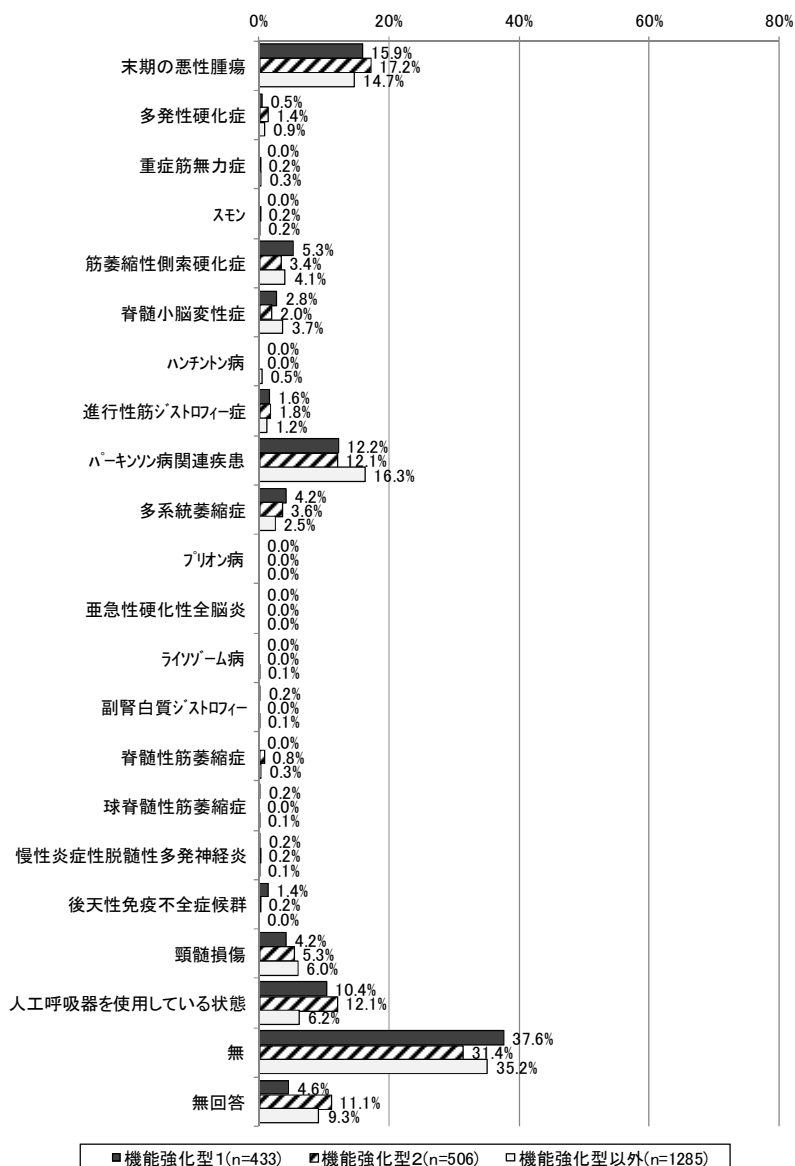 0% 20% 40% 60% 80%
末期の悪性腫瘍
15.9%
17.2%
14.7%
多発性硬化症
0.5%
1.4%
0.9%
重症筋無力症
0.0%
0.2%
0.3%
スモン
0.0%
0.2%
0.2%
筋萎縮性側索硬化症
5.3%
3.4%
4.1%
脊髄小脳変性症
2.8%
2.0%
3.7%
ハンチントン病
0.0%
0.0%
0.5%
進行性筋ジストロフィー症
1.6%
1.8%
1.2%
パーキンソン病関連疾患
12.2%
12.1%
16.3%
多系統萎縮症
4.2%
3.6%
2.5%
プリオン病
0.0%
0.0%
0.0%
亜急性硬化性全脳炎
0.0%
0.0%
0.0%
ライソゾーム病
0.0%
0.0%
0.1%
副腎白質ジストロフィー
0.2%
0.0%
0.1%
脊髄性筋萎縮症
0.0%
0.8%
0.3%
球脊髄性筋萎縮症
0.2%
0.0%
0.1%
慢性炎症性脱髄性多発神経炎
0.2%
0.2%
0.1%
後天性免疫不全症候群
1.4%
0.2%
0.0%
頸髄損傷
4.2%
5.3%
6.0%
人工呼吸器を使用している状態
10.4%
12.1%
6.2%
無
37.6%
31.4%
35.2%
無回答
4.6%
11.1%
9.3%
機能強化型1(n=433) 機能強化型2(n=506) 機能強化型以外(n=1285)